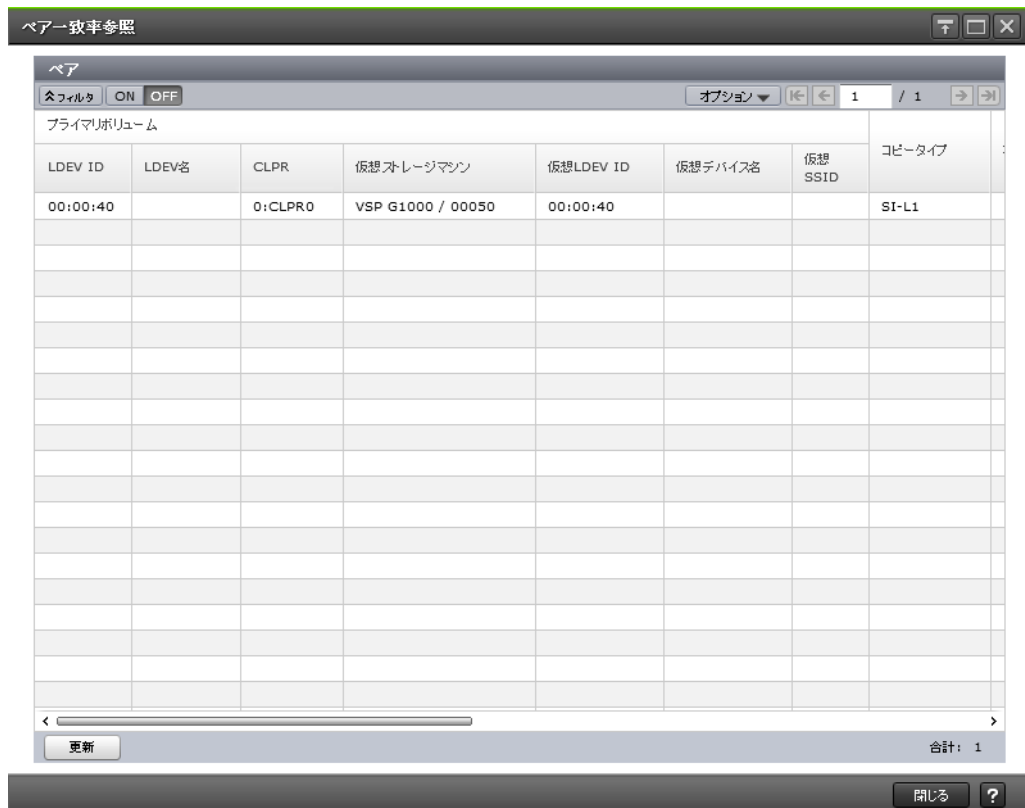 ペア一致率参照
ペア
フィルタ ON OFF オプション 1 / 1
プライマリボリューム
LDEV ID LDEV名 CLPR 仮想ストレージマシン 仮想LDEV ID 仮想デバイス名 仮想 SSID コピータイプ
00:00:40 0:CLPR0 VSP G1000 / 00050 00:00:40 SI-L1
更新 合計: 1
閉じる ?